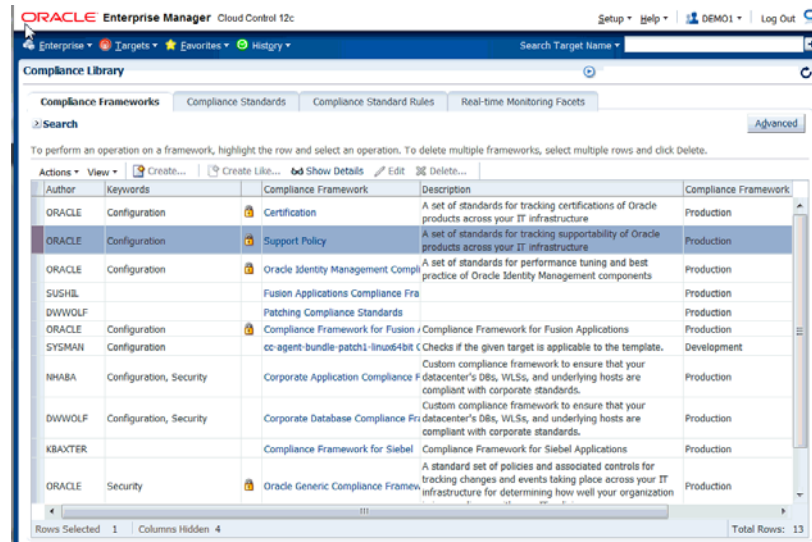 ORACLE Enterprise Manager Cloud Control 12c
Setup Help DEMO1 Log Out
Enterprise Targets Favorites History Search Target Name
Compliance Library
Compliance Frameworks Compliance Standards Compliance Standard Rules Real-time Monitoring Facets
Search Advanced
To perform an operation on a framework, highlight the row and select an operation. To delete multiple frameworks, select multiple rows and click Delete.
Actions View Create... Create Like... Show Details Edit Delete...
Author Keywords Compliance Framework Description Compliance Framework
ORACLE Configuration Certification A set of standards for tracking certifications of Oracle
products across your IT infrastructure Production
ORACLE Configuration Support Policy A set of standards for tracking supportability of Oracle
products across your IT infrastructure Production
ORACLE Configuration Oracle Identity Management Compli A set of standards for performance tuning and best
practice of Oracle Identity Management components Production
SUSHIL Fusion Applications Compliance Fra Production
DWWOLF Patching Compliance Standards Production
ORACLE Configuration Compliance Framework for Fusion Compliance Framework for Fusion Applications Production
SYSMAN Configuration cc-agent-bundle-patch1-linux64bit Checks if the given target is applicable to the template. Development
NHABA Configuration, Security Corporate Application Compliance F Custom compliance framework to ensure that your
datacenter's DBs, WLSs, and underlying hosts are
compliant with corporate standards. Production
DWWOLF Configuration, Security Corporate Database Compliance Fra Custom compliance framework to ensure that your
datacenter's DBs, WLSs, and underlying hosts are
compliant with corporate standards. Production
KBAXTER Compliance Framework for Siebel Compliance Framework for Siebel Applications Production
ORACLE Security Oracle Generic Compliance Framew A standard set of policies and associated controls for
tracking changes and events taking place across your IT
infrastructure for determining how well your organization Production
Rows Selected 1 Columns Hidden 4 Total Rows: 13